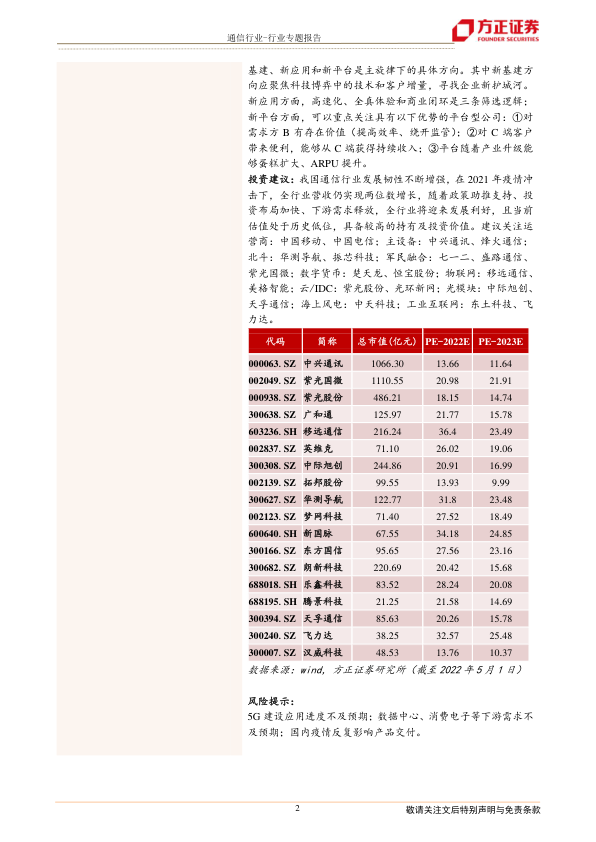 通信行业-行业专题报告
方正证券
FOUNDER SECURITIES
基建、新应用和新平台是主旋律下的具体方向。其中新基建方
向应聚焦科技博弈中的技术和客户增量，寻找企业新护城河。
新应用方面，高速化、全真体验和商业闭环是三条筛选逻辑；
新平台方面，可以重点关注具有以下优势的平台型公司：①对
需求方 B 有存在价值（提高效率、绕开监管）；②对 C 端客户
带来便利，能够从 C 端获得持续收入；③平台随着产业升级能
够蛋糕扩大、ARPU 提升。
投资建议：我国通信行业发展韧性不断增强，在 2021 年疫情冲
击下，全行业营收仍实现两位数增长，随着政策助推支持、投
资布局加快、下游需求释放，全行业将迎来发展利好，且当前
估值处于历史低位，具备较高的持有及投资价值。建议关注运
营商：中国移动、中国电信；主设备：中兴通讯、烽火通信；
北斗：华测导航、振芯科技；军民融合：七一二、盛路通信、
紫光国微；数字货币：楚天龙、恒宝股份；物联网：移远通信、
美格智能；云/IDC：紫光股份、光环新网；光模块：中际旭创、
天孚通信；海上风电：中天科技；工业互联网：东土科技、飞
力达。
代码 简称 总市值(亿元) PE-2022E PE-2023E
000063.SZ 中兴通讯 1066.30 13.66 11.64
002049.SZ 紫光国微 1110.55 20.98 21.91
000938.SZ 紫光股份 486.21 18.15 14.74
300638.SZ 广和通 125.97 21.77 15.78
603236.SH 移远通信 216.24 36.4 23.49
002837.SZ 英维克 71.10 26.02 19.06
300308.SZ 中际旭创 244.86 20.91 16.99
002139.SZ 拓邦股份 99.55 13.93 9.99
300627.SZ 华测导航 122.77 31.8 23.48
002123.SZ 梦网科技 71.40 27.52 18.49
600640.SH 新国脉 67.55 34.18 24.85
300166.SZ 东方国信 95.65 27.56 23.16
300682.SZ 朗新科技 220.69 20.42 15.68
688018.SH 乐鑫科技 83.52 28.24 20.08
688195.SH 腾景科技 21.25 21.58 14.69
300394.SZ 天孚通信 85.63 20.26 15.78
300240.SZ 飞力达 38.25 32.57 25.48
300007.SZ 汉威科技 48.53 13.76 10.37
数据来源：wind，方正证券研究所（截至 2022 年 5 月 1 日）
风险提示：
5G 建设应用进度不及预期；数据中心、消费电子等下游需求不
及预期；国内疫情反复影响产品交付。
2
敬请关注文后特别声明与免责条款